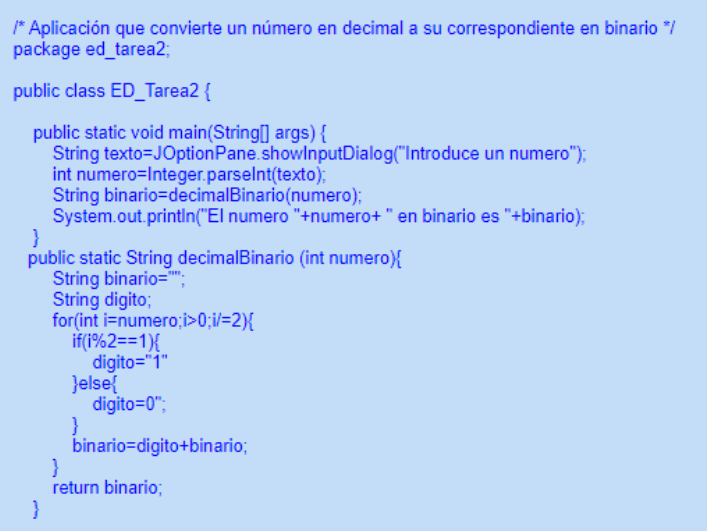 /* Aplicación que convierte un número en decimal a su correspondiente en binario */
package ed_tarea2;
public class ED_Tarea2 {
public static void main(String[] args) {
String texto=JOptionPane.showInputDialog("Introduce un numero");
int numero=Integer.parseInt(texto);
String binario=decimalBinario(numero);
System.out.println("El numero "+numero+ " en binario es "+binario);
}
public static String decimalBinario (int numero){
String binario="";
String digito;
for(int i=numero;i>0;i/=2){
if(i%2==1){
digito="1"
}else{
digito=0";
}
binario=digito+binario;
}
return binario;
}